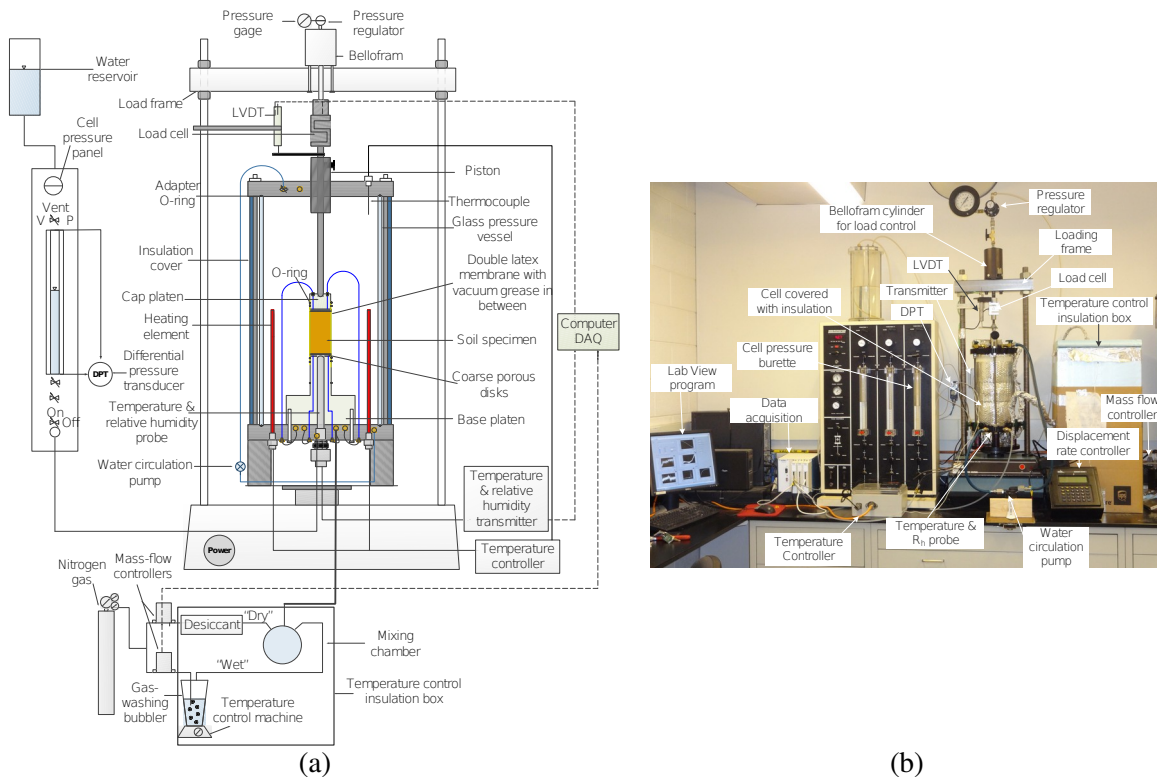 Pressure
gage
Pressure
regulator
Bellofram
Water
reservoir
Load frame
LVDT
Load cell
Cell
pressure
panel
Piston
Adapter
O-ring
Thermocouple
Vent
V P
Glass pressure
vessel
Insulation
cover
O-ring
Double latex
membrane with
vacuum grease in
between
Cap platen
Heating
element
Computer
DAQ
Soil specimen
DPT
Differential
pressure
transducer
Coarse porous
disks
On
Off
Temperature &
relative humidity
probe
Base platen
Water circulation
pump
Temperature
& relative
humidity
transmitter
Power
Temperature
controller
Nitrogen
gas
Mass-flow
controllers
Desiccant
"Dry"
Mixing
chamber
"Wet"
Gas-
washing
bubbler
Temperature
control machine
Temperature control
insulation box
(a)
Pressure
regulator
Bellofram cylinder
for load control
Loading
frame
LVDT
Load cell
Transmitter
Cell covered
with insulation
DPT
Temperature control
insulation box
Cell pressure
burette
Lab View
program
Data
acquisition
Mass flow
controller
Displacement
rate controller
Temperature
Controller
Temperature &
Rh probe
Water
circulation
pump
(b)